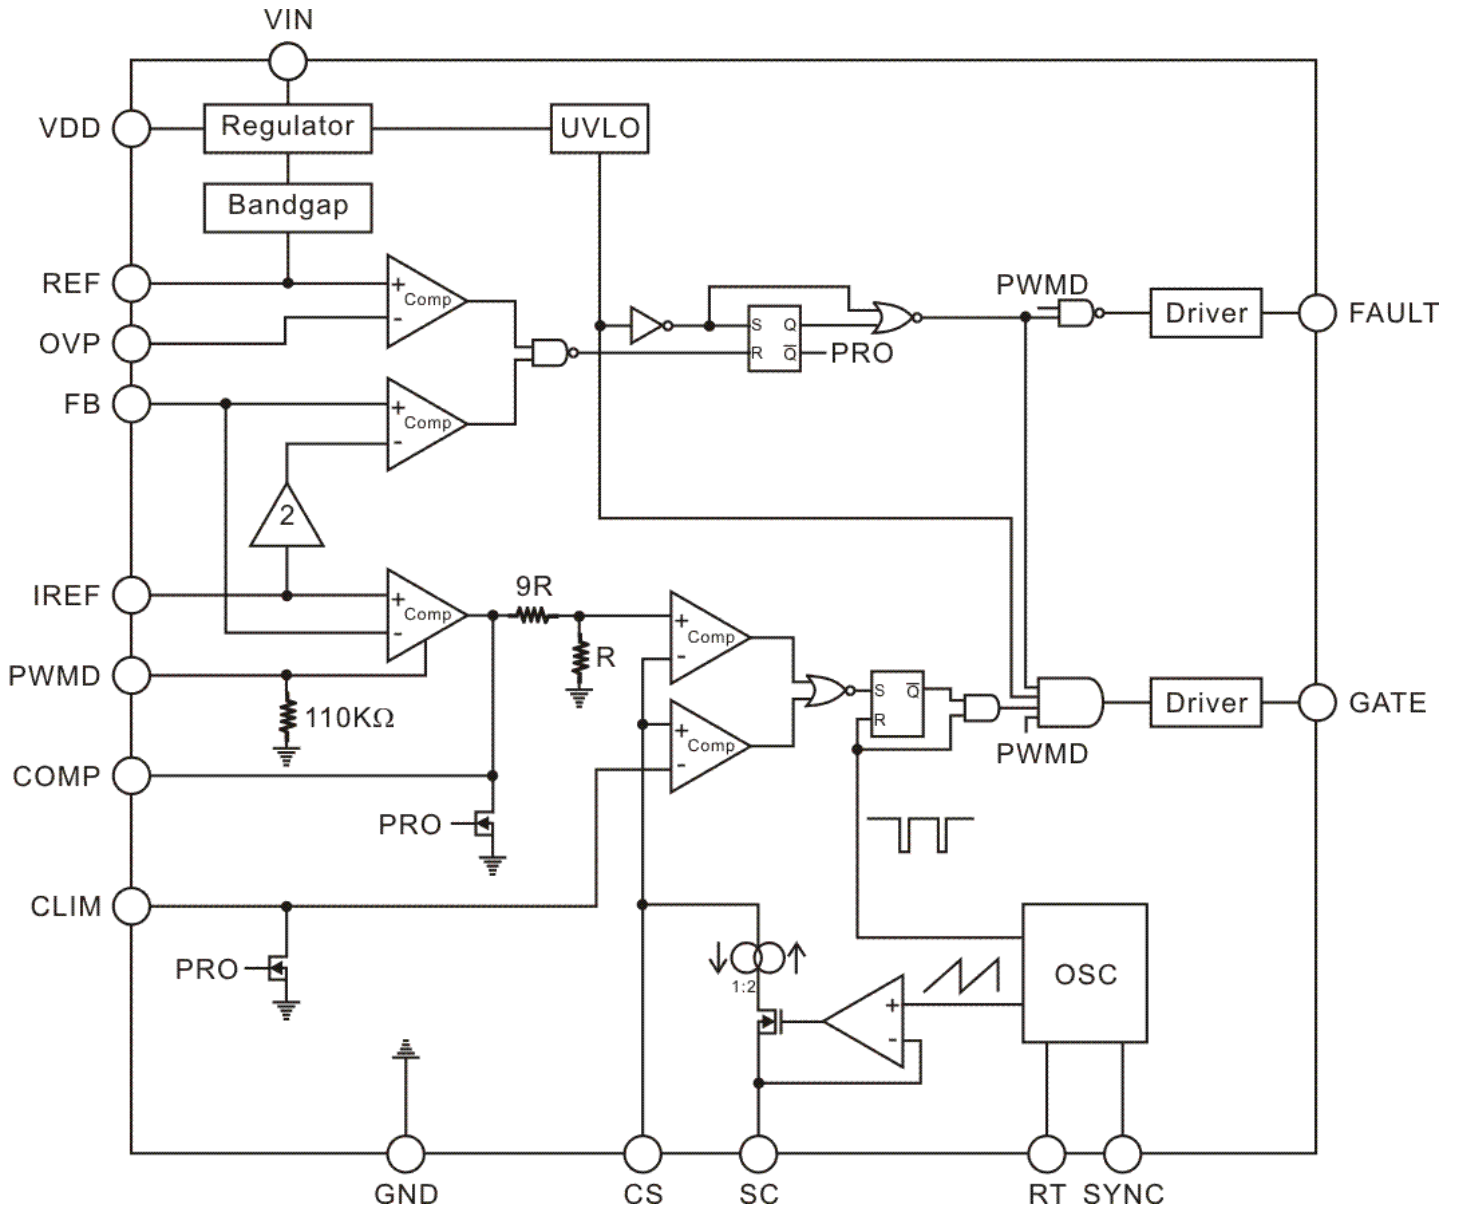 VIN
VDD
Regulator
UVLO
Bandgap
REF
+
Comp
-
OVP
PWMD
Driver
FAULT
S
Q
R
Q̅
PRO
FB
+
Comp
-
2
IREF
+
Comp
-
9R
R
+
Comp
-
PWMD
110KΩ
+
Comp
-
S
Q̅
R
Driver
GATE
PWMD
COMP
PRO
CLIM
PRO
1:2
+
-
OSC
GND
CS
SC
RT
SYNC